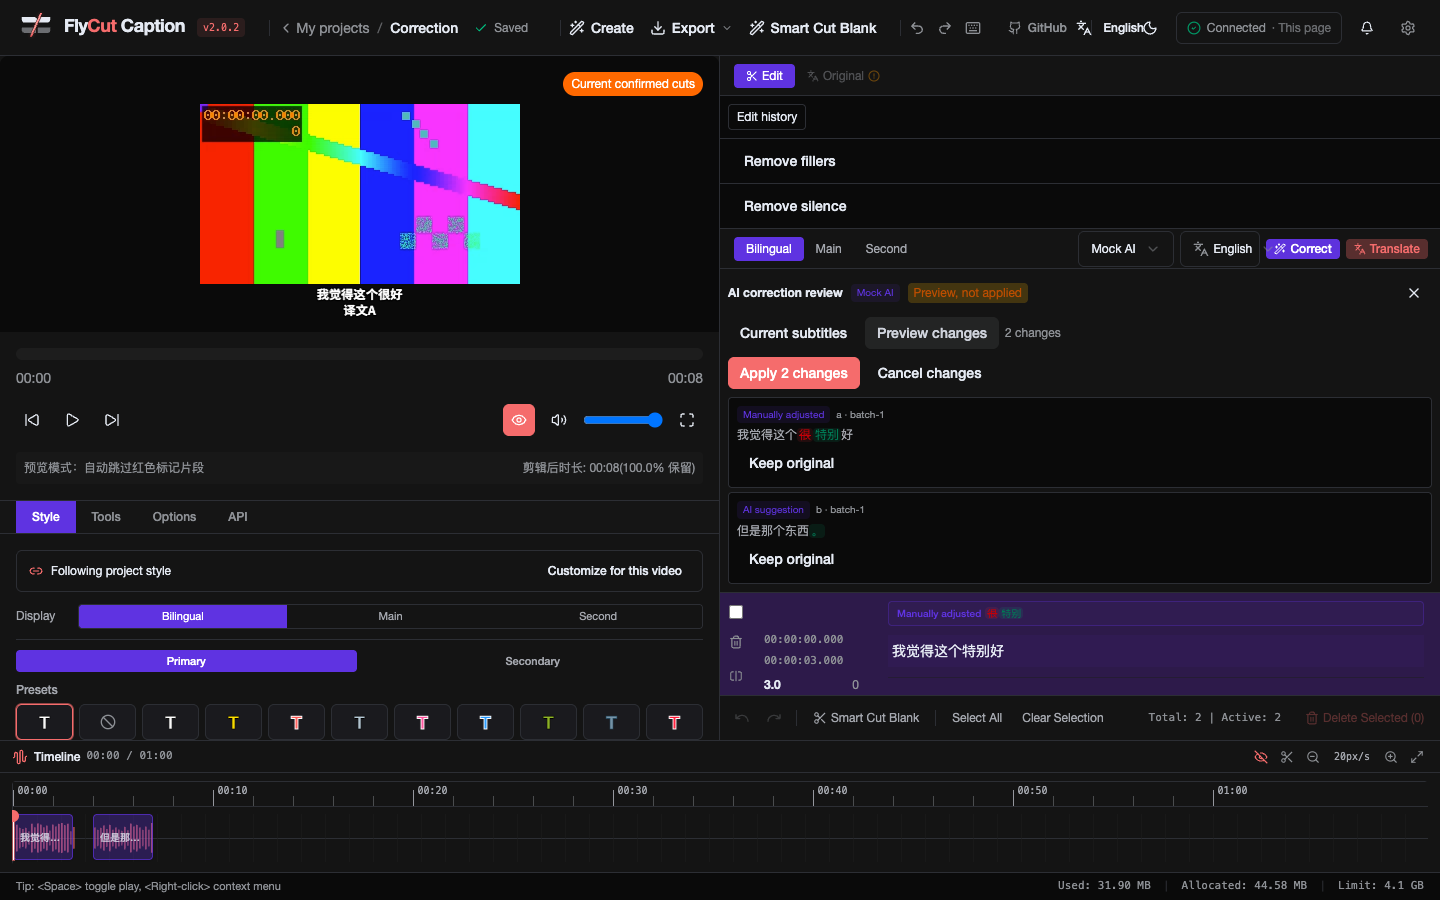 FlyCut Caption v2.0.2 My projects / Correction Saved Create Export Smart Cut Blank GitHub English Connected · This page
Current confirmed cuts
00:00:00.000
0
我觉得这个很好
译文A
00:00 00:08
预览模式: 自动跳过红色标记片段 剪辑后时长: 00:08(100.0% 保留)
Style Tools Options API
Following project style Customize for this video
Display Bilingual Main Second
Primary Secondary
Presets
T T T T T T T T T T
Edit Original
Edit history
Remove fillers
Remove silence
Bilingual Main Second Mock AI English Correct Translate
AI correction review Mock AI Preview, not applied
Current subtitles Preview changes 2 changes
Apply 2 changes Cancel changes
Manually adjusted a · batch-1
我觉得这个很特别好
Keep original
AI suggestion b · batch-1
但是那个东西。
Keep original
Manually adjusted 很特别
00:00:00.000
00:00:03.000
我觉得这个特别好
3.0 0
Smart Cut Blank Select All Clear Selection Total: 2 | Active: 2 Delete Selected (0)
Timeline 00:00 / 01:00 20px/s
00:00 00:10 00:20 00:30 00:40 00:50 01:00
我觉得... 但是那...
Tip: <Space> toggle play, <Right-click> context menu Used: 31.90 MB Allocated: 44.58 MB Limit: 4.1 GB